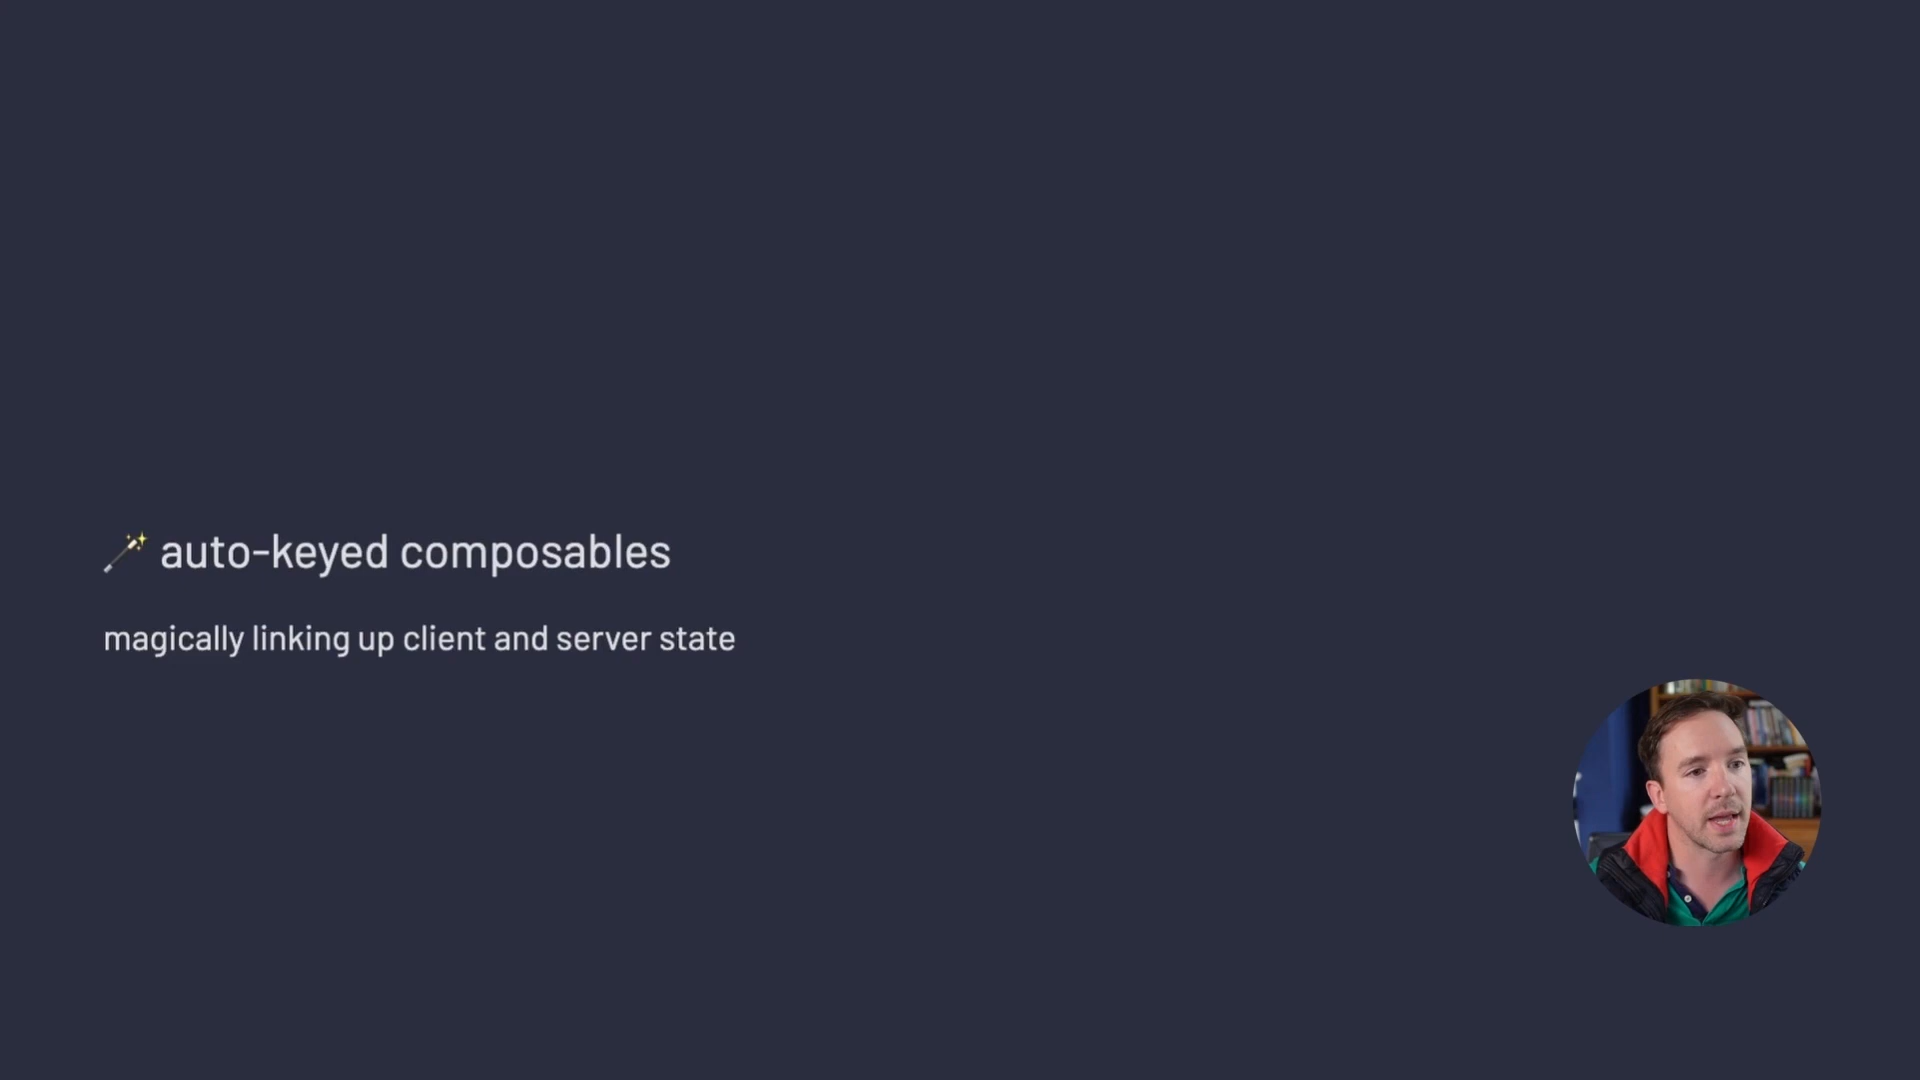 🪄 auto-keyed composables
magically linking up client and server state